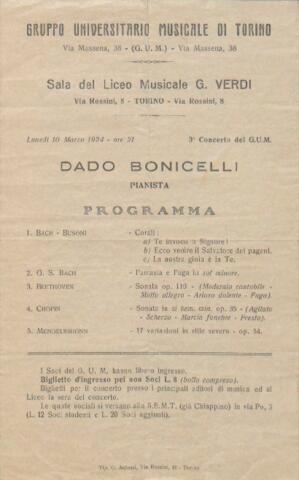 GRUPPO UNIVERSITARIO MUSICALE DI TORINO
Via Massena, 38 - (G. U. M.) - Via Massena, 38
Sala del Liceo Musicale G. VERDI
Via Rossini, 8 - TORINO - Via Rossini, 8
Lunedì 10 Marzo 1924 - ore 21 3° Concerto del G.U.M.
DADO BONICELLI
PIANISTA
PROGRAMMA
1. BACH - BUSONI - Corali:
a) Te invoco o Signore!
b) Ecco venire il Salvatore dei pagani.
c) La nostra gioia è in Te.
2. G. S. BACH - Fantasia e Fuga in sol minore.
3. BEETHOVEN - Sonata op. 110 - (Moderato cantabile -
Molto allegro - Arioso dolente - Fuga).
4. CHOPIN - Sonata in si bem. min. op. 35 - (Agitato
- Scherzo - Marcia funebre - Presto).
5. MENDELSSOHN - 17 variazioni in stile severo - op. 54.
I Soci del G. U. M. hanno libero ingresso.
Biglietto d'ingresso pei non Soci L. 8 (bollo compreso).
Biglietti per il concerto presso i principali editori di musica ed al
Liceo la sera del concerto.
Le quote sociali si versano alla S.E.M.T. (già Chiappino) in via Po, 3
(L. 12 Soci studenti e L. 20 Soci aggiunti).
Tip. G. Via Rossini, - Torino